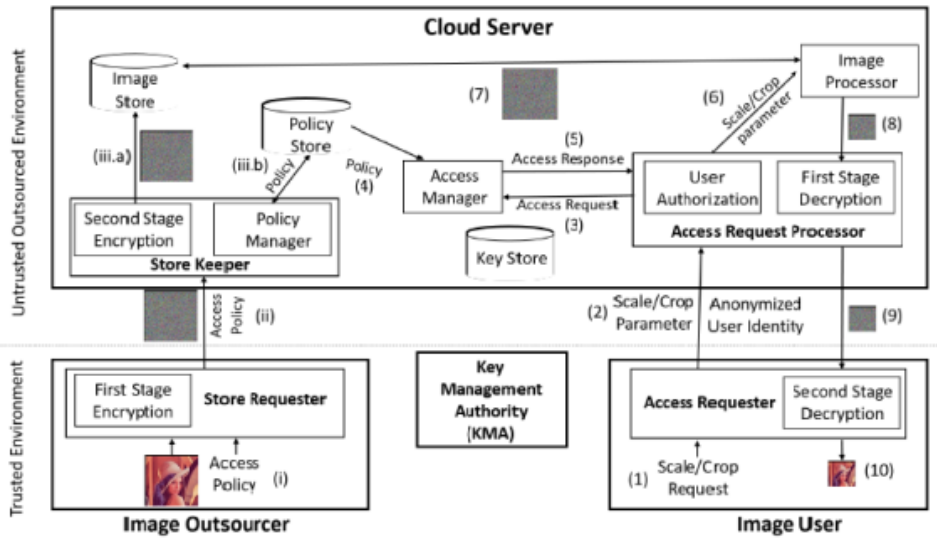 Cloud Server
Untrusted Outsourced Environment
Image
Store
Image
Processor
(7)
(6)
Scale/Crop
parameter
(8)
Policy
Store
(iii.a)
(iii.b)
Policy
Policy
(4)
(5)
Access Response
Access
Manager
Access Request
(3)
User
Authorization
First Stage
Decryption
Access Request Processor
Second Stage
Encryption
Policy
Manager
Store Keeper
Key Store
Access
Policy
(ii)
(2)
Scale/Crop
Parameter
Anonymized
User Identity
(9)
Trusted Environment
First Stage
Encryption
Store Requester
Access
Policy
(i)
Image Outsourcer
Key
Management
Authority
(KMA)
Access Requester
Second Stage
Decryption
(1)
Scale/Crop
Request
(10)
Image User